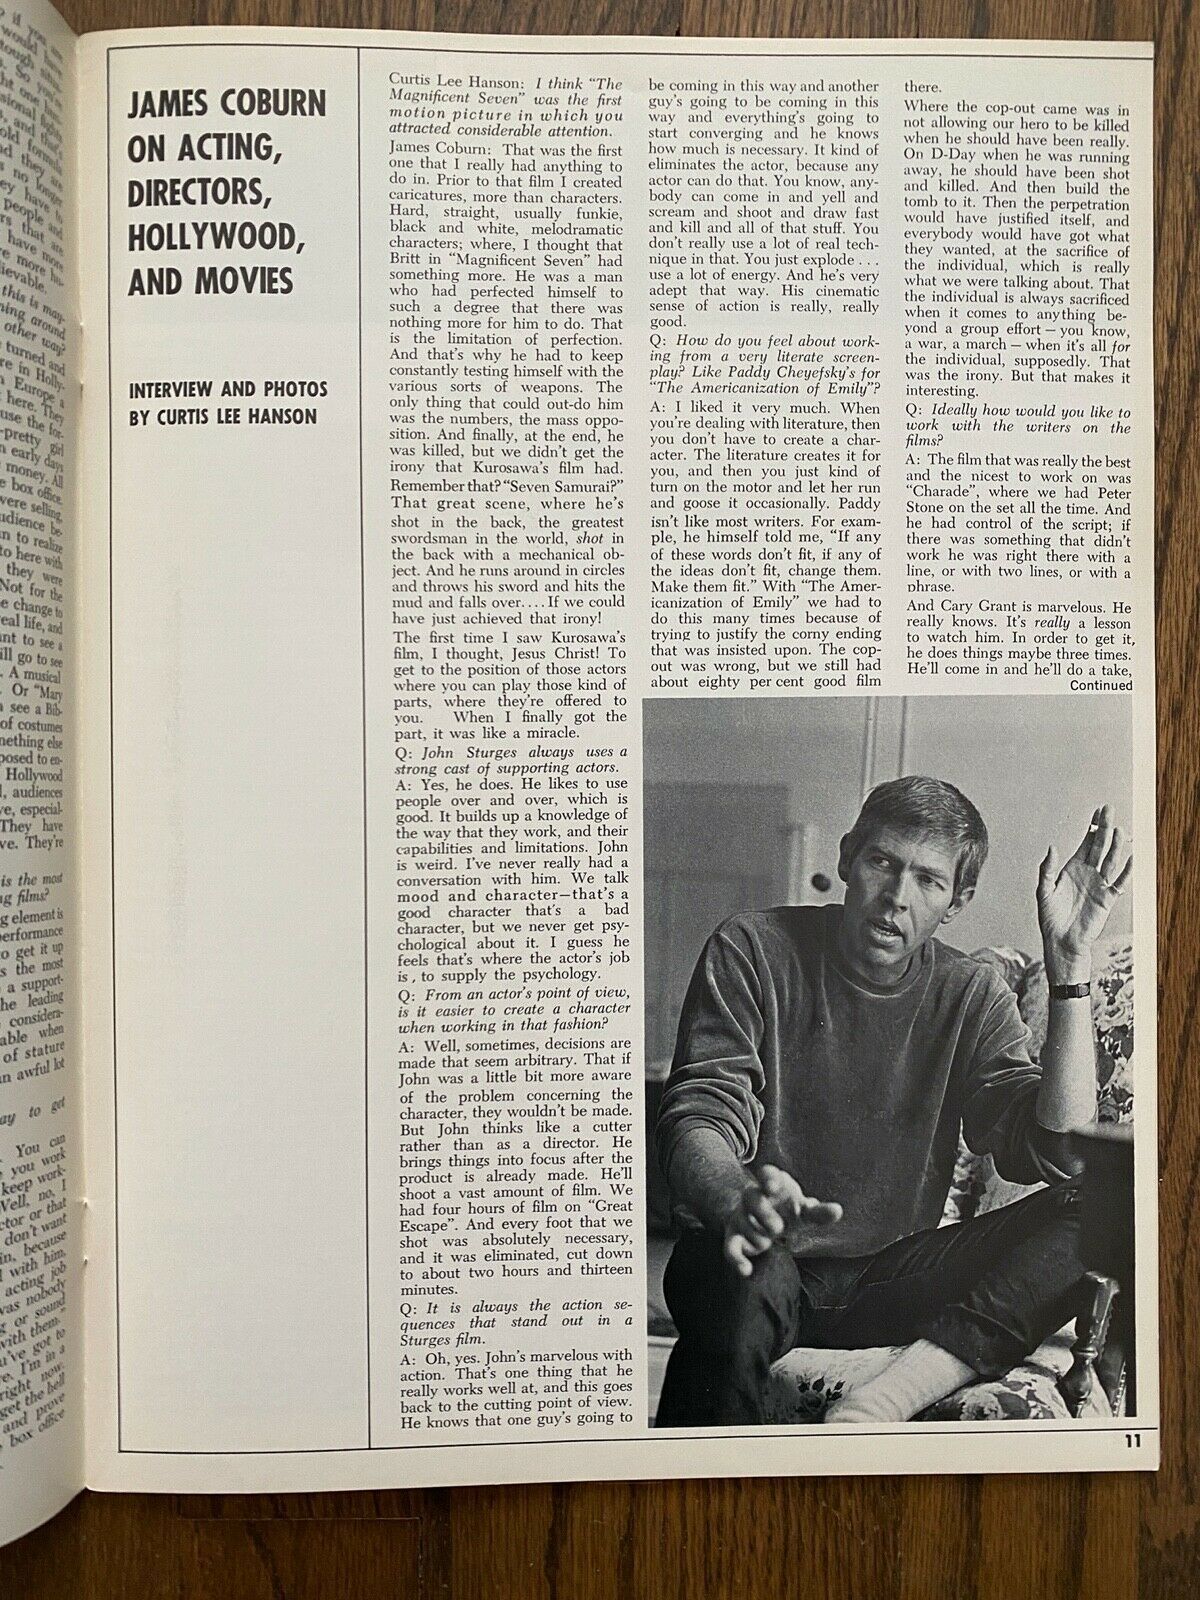 JAMES COBURN
ON ACTING,
DIRECTORS,
HOLLYWOOD,
AND MOVIES
INTERVIEW AND PHOTOS
BY CURTIS LEE HANSON
Curtis Lee Hanson: I think “The
Magnificent Seven” was the first
motion picture in which you
attracted considerable attention.
James Coburn: That was the first
one that I really had anything to
do in. Prior to that film I created
caricatures, more than characters.
Hard, straight, usually funkie,
black and white, melodramatic
characters; where, I thought that
Britt in “Magnificent Seven” had
something more. He was a man
who had perfected himself to
such a degree that there was
nothing more for him to do. That
is the limitation of perfection.
And that’s why he had to keep
constantly testing himself with the
various sorts of weapons. The
only thing that could out-do him
was the numbers, the mass oppo-
sition. And finally, at the end, he
was killed, but we didn’t get the
irony that Kurosawa’s film had.
Remember that? “Seven Samurai?”
That great scene, where he’s
shot in the back, the greatest
swordsman in the world, shot in
the back with a mechanical ob-
ject. And he runs around in circles
and throws his sword and hits the
mud and falls over.... If we could
have just achieved that irony!
The first time I saw Kurosawa’s
film, I thought, Jesus Christ! To
get to the position of those actors
where you can play those kind of
parts, where they’re offered to
you. When I finally got the
part, it was like a miracle.
Q: John Sturges always uses a
strong cast of supporting actors.
A: Yes, he does. He likes to use
people over and over, which is
good. It builds up a knowledge of
the way that they work, and their
capabilities and limitations. John
is weird. I’ve never really had a
conversation with him. We talk
mood and character—that’s a
good character that’s a bad
character, but we never get psy-
chological about it. I guess he
feels that’s where the actor’s job
is, to supply the psychology.
Q: From an actor’s point of view,
is it easier to create a character
when working in that fashion?
A: Well, sometimes, decisions are
made that seem arbitrary. That if
John was a little bit more aware
of the problem concerning the
character, they wouldn’t be made.
But John thinks like a cutter
rather than as a director. He
brings things into focus after the
product is already made. He’ll
shoot a vast amount of film. We
had four hours of film on “Great
Escape”. And every foot that we
shot was absolutely necessary,
and it was eliminated, cut down
to about two hours and thirteen
minutes.
Q: It is always the action se-
quences that stand out in a
Sturges film.
A: Oh, yes. John’s marvelous with
action. That’s one thing that he
really works well at, and this goes
back to the cutting point of view.
He knows that one guy’s going to
be coming in this way and another
guy’s going to be coming in this
way and everything’s going to
start converging and he knows
how much is necessary. It kind of
eliminates the actor, because any
actor can do that. You know, any-
body can come in and yell and
scream and shoot and draw fast
and kill and all of that stuff. You
don’t really use a lot of real tech-
nique in that. You just explode . . .
use a lot of energy. And he’s very
adept that way. His cinematic
sense of action is really, really
good.
Q: How do you feel about work-
ing from a very literate screen-
play? Like Paddy Cheyefsky’s for
“The Americanization of Emily”?
A: I liked it very much. When
you’re dealing with literature, then
you don’t have to create a char-
acter. The literature creates it for
you, and then you just kind of
turn on the motor and let her run
and goose it occasionally. Paddy
isn’t like most writers. For exam-
ple, he himself told me, “If any
of these words don’t fit, if any of
the ideas don’t fit, change them.
Make them fit.” With “The Amer-
icanization of Emily” we had to
do this many times because of
trying to justify the corny ending
that was insisted upon. The cop-
out was wrong, but we still had
about eighty per cent good film
there.
Where the cop-out came was in
not allowing our hero to be killed
when he should have been really.
On D-Day when he was running
away, he should have been shot
and killed. And then build the
tomb to it. Then the perpetration
would have justified itself, and
everybody would have got what
they wanted, at the sacrifice of
the individual, which is really
what we were talking about. That
the individual is always sacrificed
when it comes to anything be-
yond a group effort — you know,
a war, a march — when it’s all for
the individual, supposedly. That
was the irony. But that makes it
interesting.
Q: Ideally how would you like to
work with the writers on the
films?
A: The film that was really the best
and the nicest to work on was
“Charade”, where we had Peter
Stone on the set all the time. And
he had control of the script; if
there was something that didn’t
work he was right there with a
line, or with two lines, or with a
phrase.
And Cary Grant is marvelous. He
really knows. It’s really a lesson
to watch him. In order to get it,
he does things maybe three times.
He’ll come in and he’ll do a take,
Continued
11